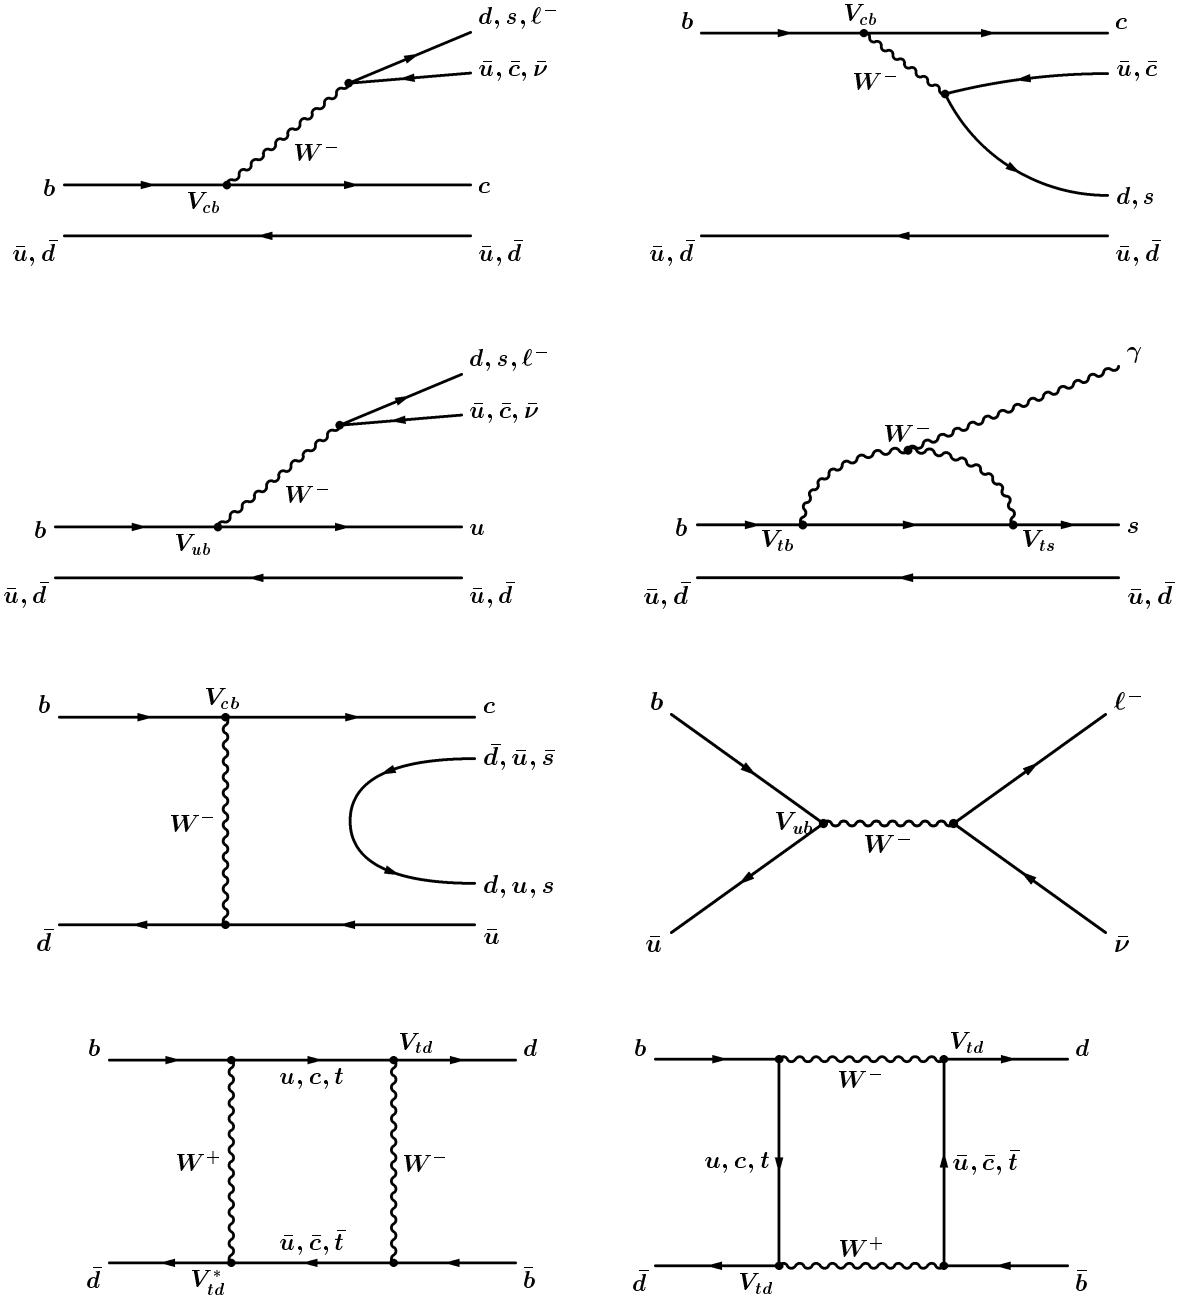 d, s, ℓ⁻
ū, c̄, ν̄
W⁻
b
V_cb
c
ū, d̄
ū, d̄
b
V_cb
c
ū, c̄
W⁻
d, s
ū, d̄
ū, d̄
d, s, ℓ⁻
ū, c̄, ν̄
W⁻
b
V_ub
u
ū, d̄
ū, d̄
γ
W⁻
b
V_tb
V_ts
s
ū, d̄
ū, d̄
b
V_cb
c
d̄, ū, s̄
W⁻
d, u, s
d̄
ū
b
ℓ⁻
V_ub
W⁻
ū
ν̄
b
V_td
d
u, c, t
W⁺
W⁻
ū, c̄, t̄
d̄
V*_td
b̄
b
V_td
d
W⁻
u, c, t
ū, c̄, t̄
W⁺
d̄
V_td
b̄